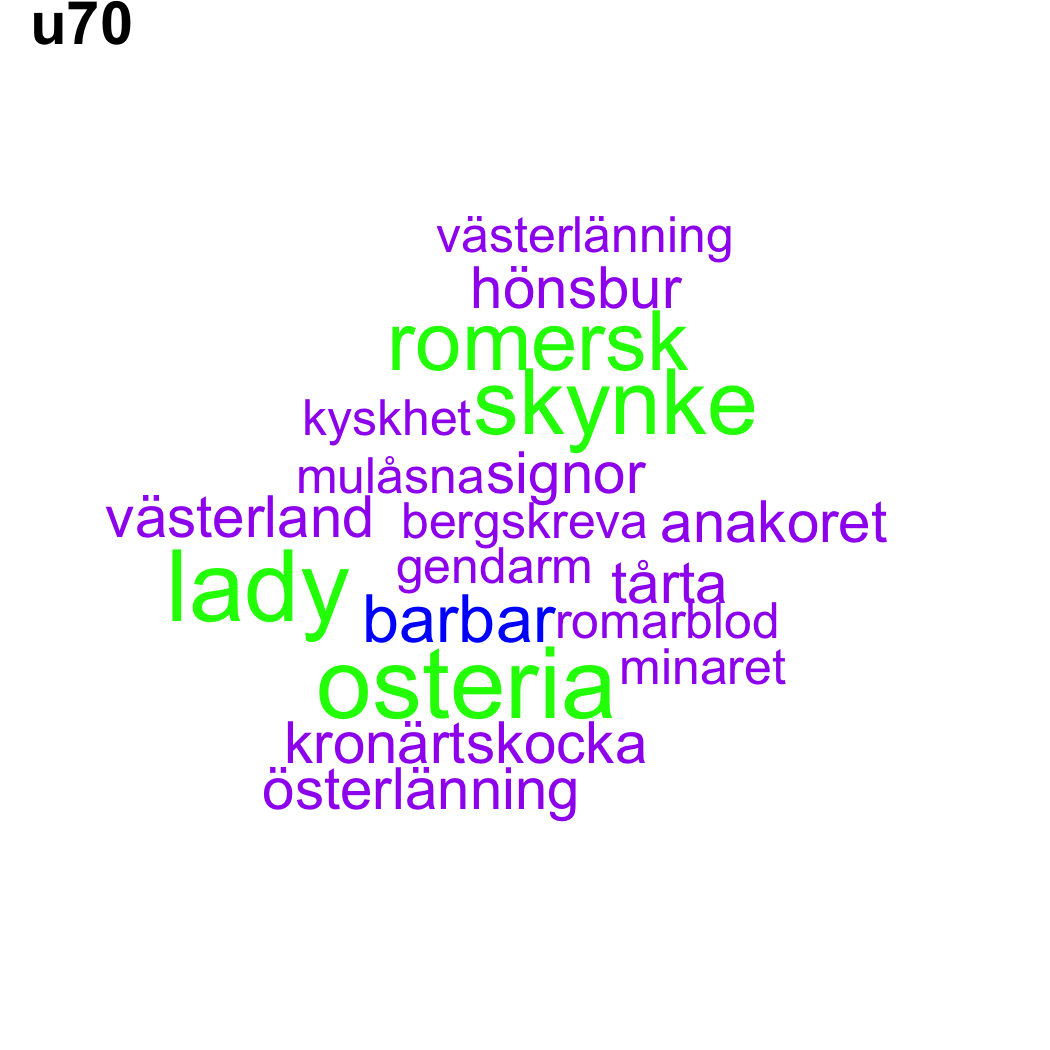 u70
västerlänning
hönsbur
romersk
skynke
kyskhet
mulåsna signor
västerland bergskreva anakoret
gendarm tårta
lady barbar romarblod
osteria minaret
kronärtskocka
österlänning